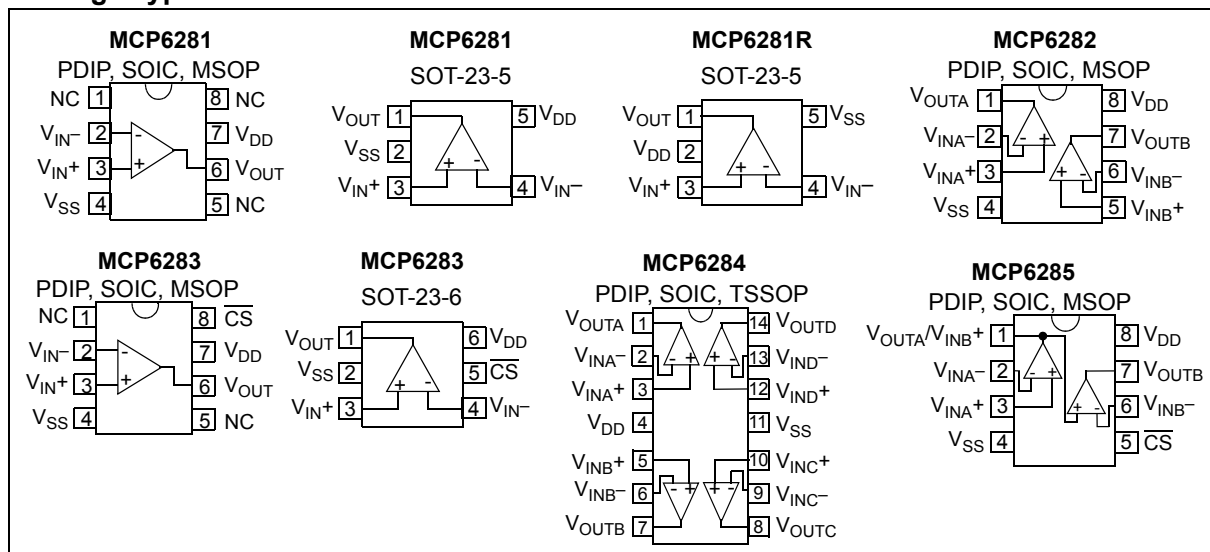 MCP6281
PDIP, SOIC, MSOP
NC 1
8 NC
VIN– 2
7 VDD
VIN+ 3
6 VOUT
VSS 4
5 NC
- +
MCP6281
SOT-23-5
VOUT 1
5 VDD
VSS 2
VIN+ 3
4 VIN–
+ -
MCP6281R
SOT-23-5
VOUT 1
5 VSS
VDD 2
VIN+ 3
4 VIN–
+ -
MCP6282
PDIP, SOIC, MSOP
VOUTA 1
8 VDD
VINA– 2
7 VOUTB
VINA+ 3
6 VINB–
VSS 4
5 VINB+
- +
+ -
MCP6283
PDIP, SOIC, MSOP
NC 1
8 CS
VIN– 2
7 VDD
VIN+ 3
6 VOUT
VSS 4
5 NC
- +
MCP6283
SOT-23-6
VOUT 1
6 VDD
VSS 2
5 CS
VIN+ 3
4 VIN–
+ -
MCP6284
PDIP, SOIC, TSSOP
VOUTA 1
14 VOUTD
VINA– 2
13 VIND–
VINA+ 3
12 VIND+
VDD 4
11 VSS
VINB+ 5
10 VINC+
VINB– 6
9 VINC–
VOUTB 7
8 VOUTC
- +
+ -
- +
+ -
MCP6285
PDIP, SOIC, MSOP
VOUTA/VINB+ 1
8 VDD
VINA– 2
7 VOUTB
VINA+ 3
6 VINB–
VSS 4
5 CS
- +
+ -